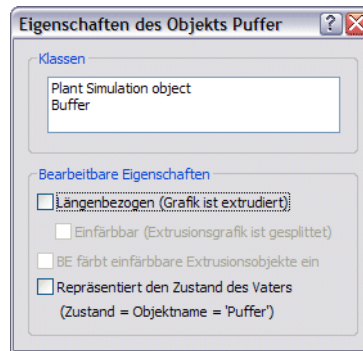 Eigenschaften des Objekts Puffer
Klassen
Plant Simulation object
Buffer
Bearbeitbare Eigenschaften
Längenbezogen (Grafik ist extrudiert)
Einfärbbar (Extrusionsgrafik ist gesplittet)
BE färbt einfärbbare Extrusionsobjekte ein
Repräsentiert den Zustand des Vaters
(Zustand = Objektname = 'Puffer')